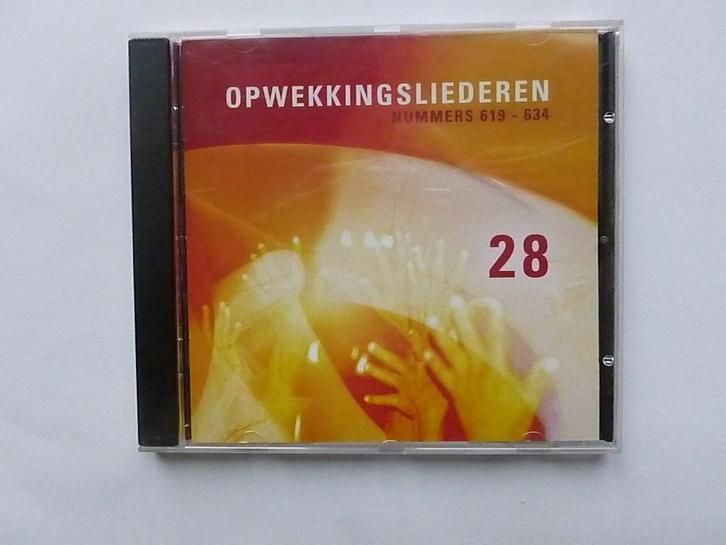 OPWEKKINGSLIEDEREN
NUMMERS 619 - 634
28